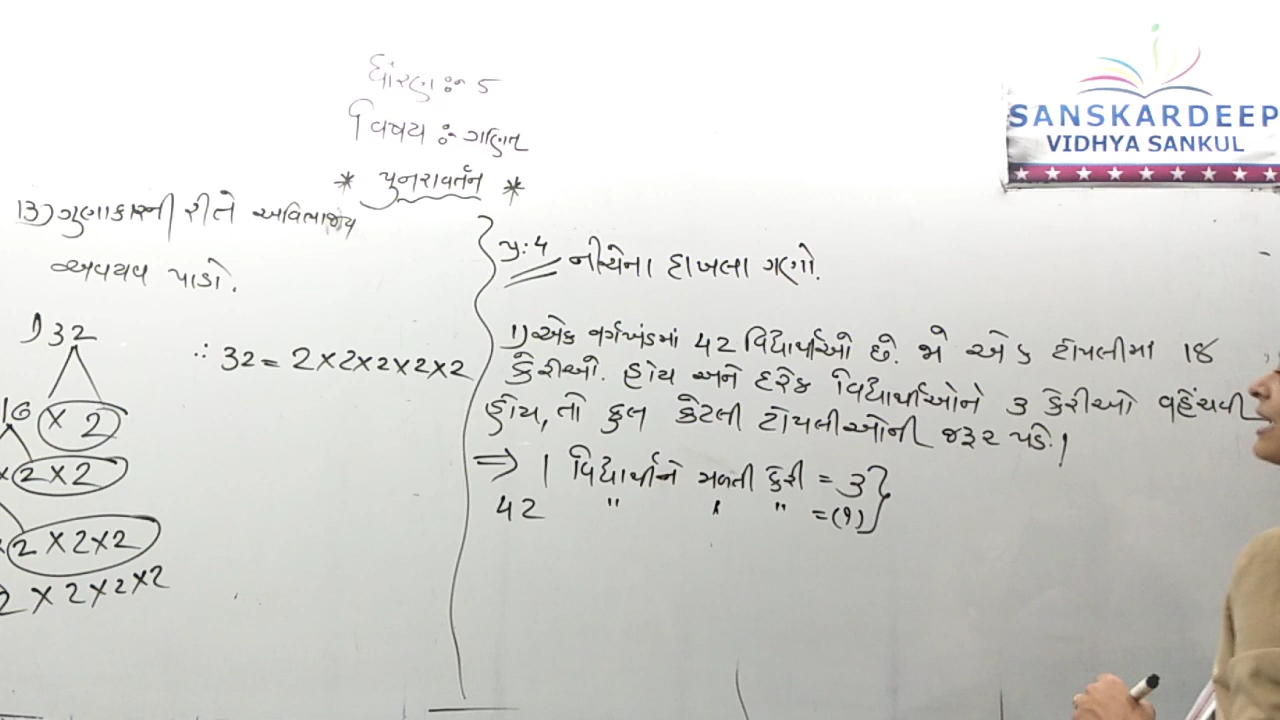 ધોરણ :- 5
વિષય :- ગણિત
* પુનરાવર્તન *
SANSKARDEEP
VIDHYA SANKUL
13) ગુણાકારની રીતે અવિભાજ્ય
અવયવ પાડો.
1) 32
16 × 2
× 2 × 2
2 × 2 × 2
2 × 2 × 2 × 2
∴ 32 = 2 × 2 × 2 × 2 × 2
પ્ર:4 નીચેના દાખલા ગણો.
1) એક વર્ગખંડમાં 42 વિદ્યાર્થીઓ છે. જો એક ટોપલીમાં 18
કેરીઓ. હોય અને દરેક વિદ્યાર્થીઓને 3 કેરીઓ વહેંચવી
હોય, તો કુલ કેટલી ટોપલીઓની જરૂર પડે.
⇒ 1 વિદ્યાર્થીને મળતી કેરી = 3}
42 " " " = (?)